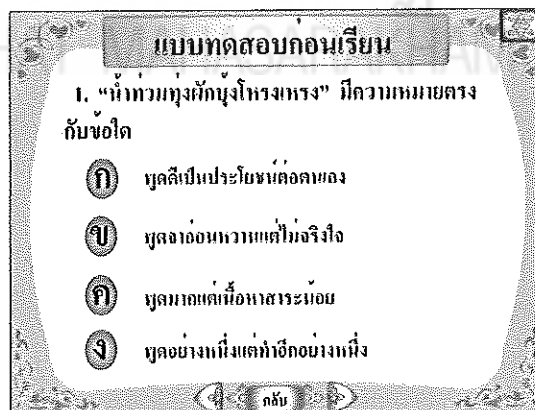 แบบทดสอบก่อนเรียน
1. “น้ำท่วมทุ่งผักบุ้งโหรงเหรง” มีความหมายตรง
กับข้อใด
ก พูดดีเป็นประโยชน์ต่อตนเอง
ข พูดจาอ่อนหวานแต่ไม่จริงใจ
ค พูดมากแต่เนื้อหาสาระน้อย
ง พูดอย่างหนึ่งแต่ทำอีกอย่างหนึ่ง
กลับ